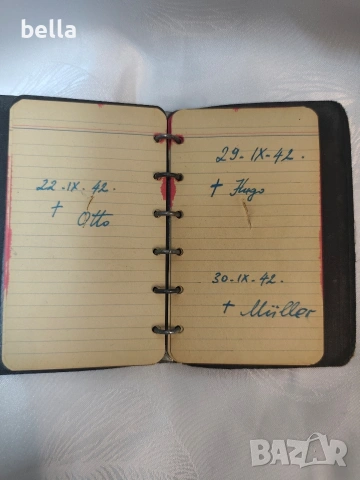 bella
22-IX-42.
+ Otto
29-IX-42.
+ Hugo
30-IX-42.
+ Müller
BAZAR